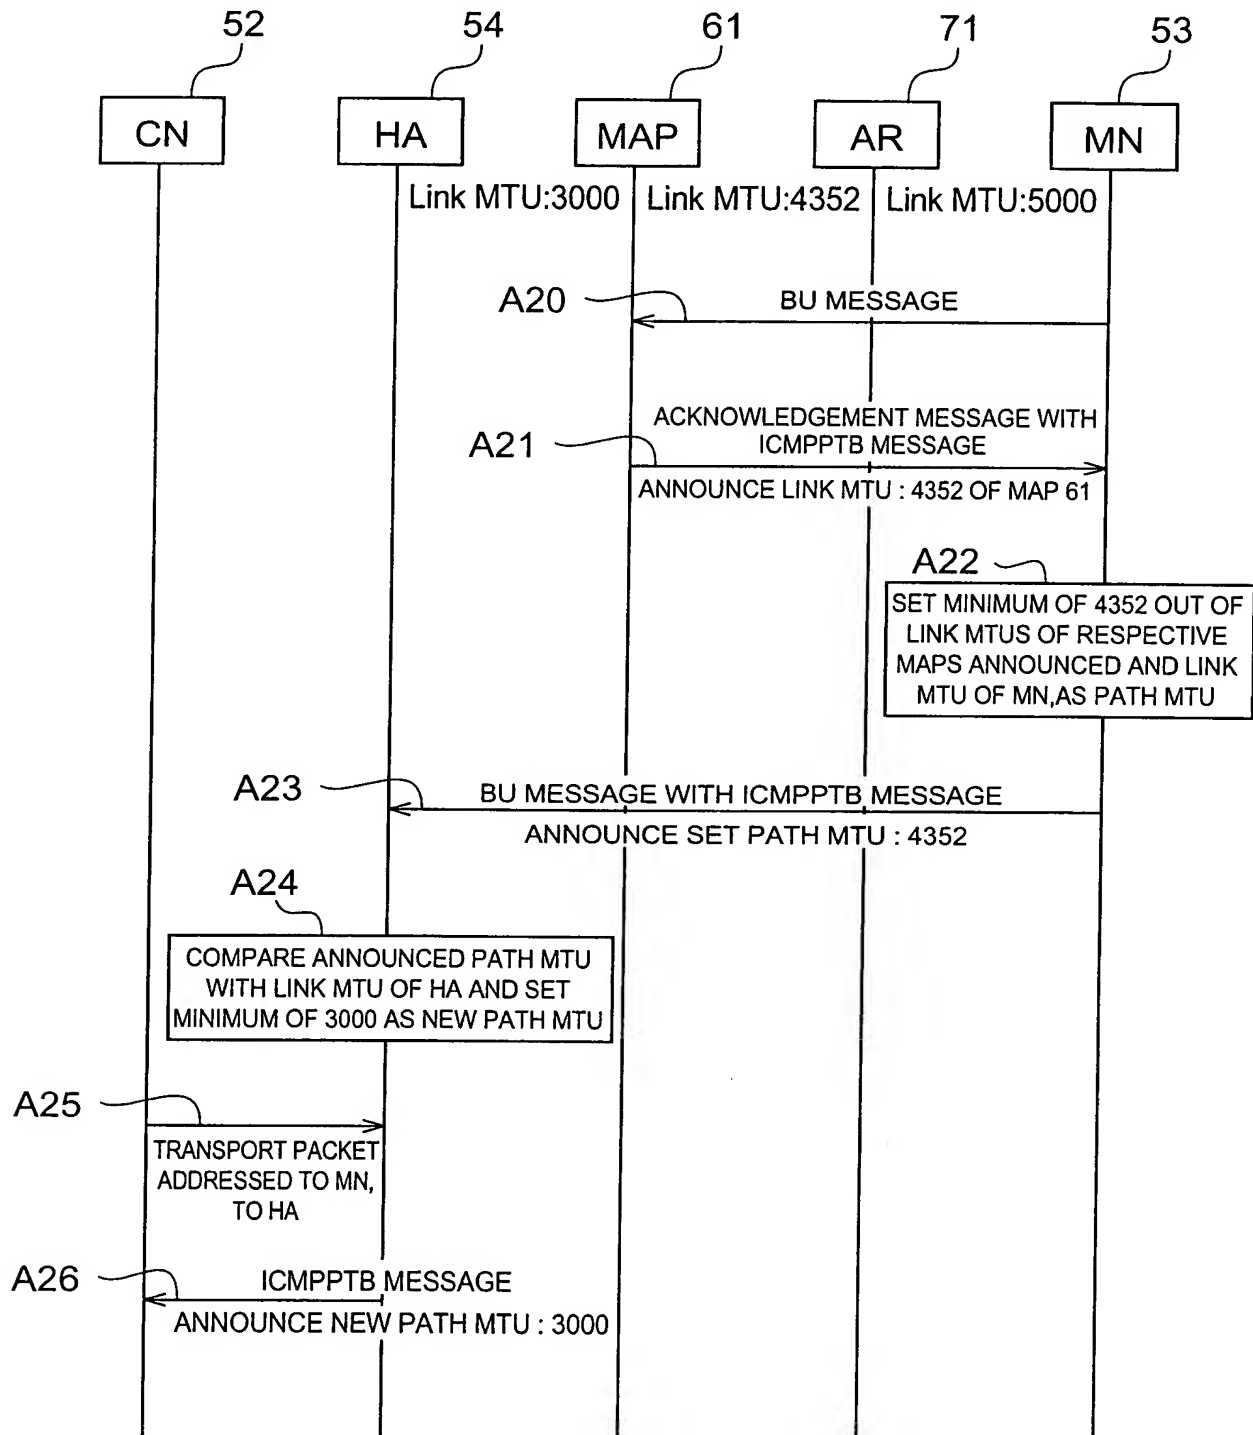 52
54
61
71
53
CN
HA
MAP
AR
MN
Link MTU:3000
Link MTU:4352
Link MTU:5000
A20
BU MESSAGE
A21
ACKNOWLEDGEMENT MESSAGE WITH
ICMPPTB MESSAGE
ANNOUNCE LINK MTU : 4352 OF MAP 61
A22
SET MINIMUM OF 4352 OUT OF
LINK MTUS OF RESPECTIVE
MAPS ANNOUNCED AND LINK
MTU OF MN,AS PATH MTU
A23
BU MESSAGE WITH ICMPPTB MESSAGE
ANNOUNCE SET PATH MTU : 4352
A24
COMPARE ANNOUNCED PATH MTU
WITH LINK MTU OF HA AND SET
MINIMUM OF 3000 AS NEW PATH MTU
A25
TRANSPORT PACKET
ADDRESSED TO MN,
TO HA
A26
ICMPPTB MESSAGE
ANNOUNCE NEW PATH MTU : 3000